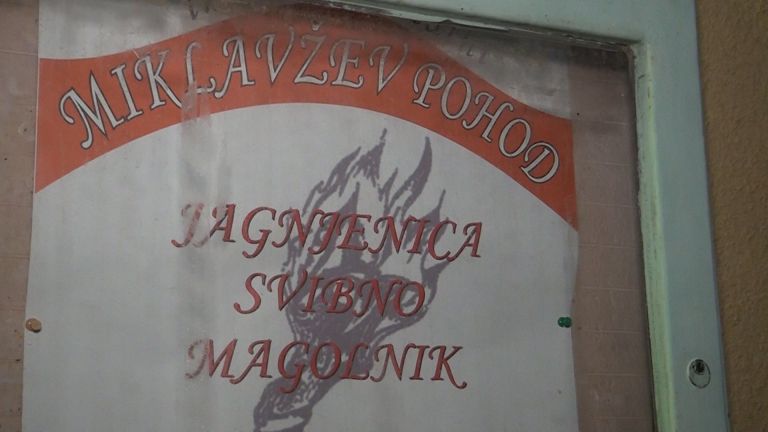 MIKLAVŽEV POHOD
JAGNJENICA
SVIBNO
MAGOLNIK